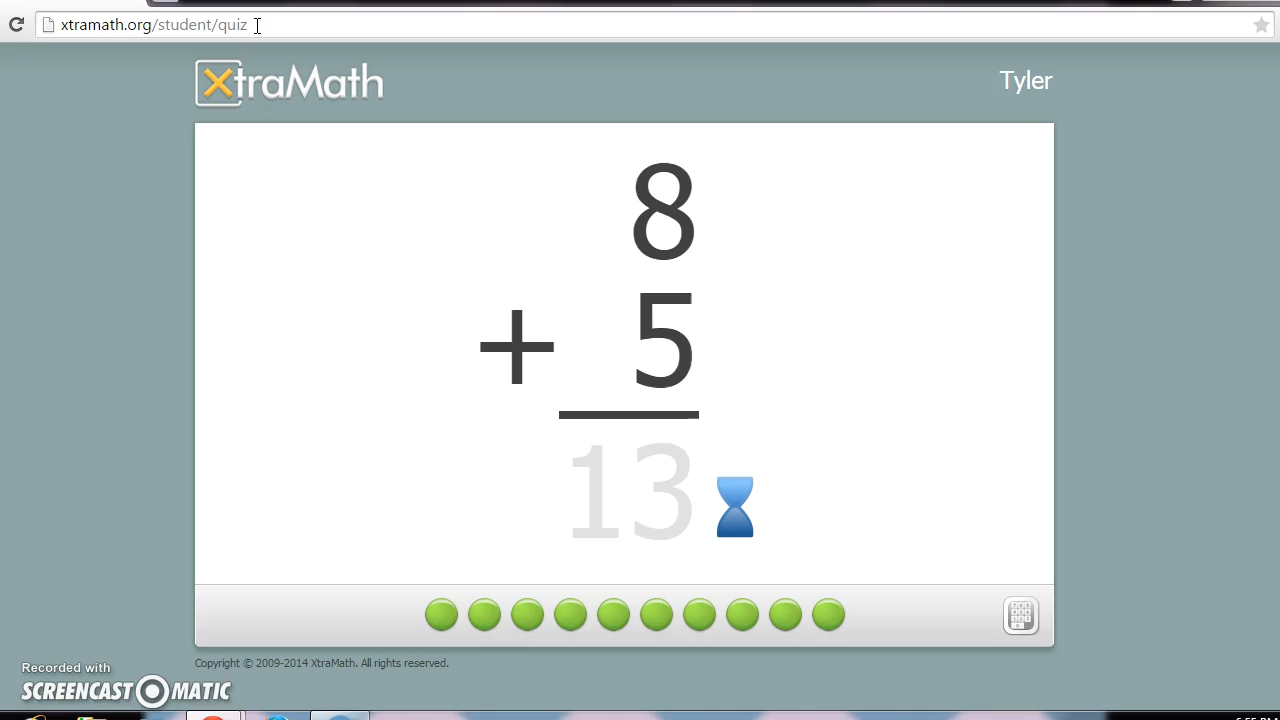 xtramath.org/student/quiz
XtraMath
Tyler
8
+ 5
13
Copyright © 2009-2014 XtraMath. All rights reserved.
Recorded with
SCREENCAST O MATIC